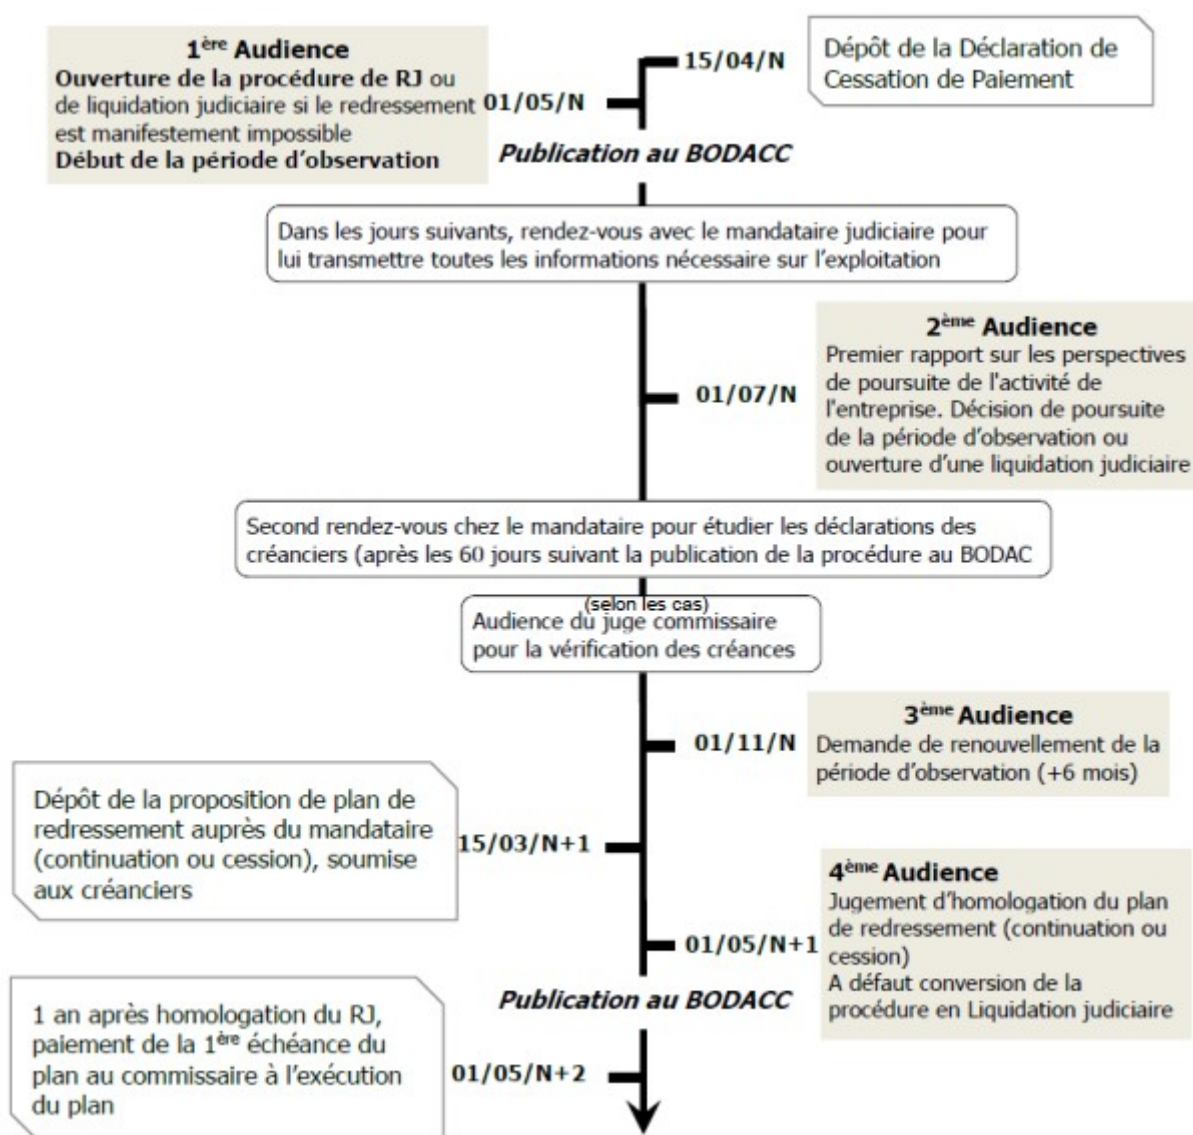 15/04/N
Dépôt de la Déclaration de
Cessation de Paiement
1ère Audience
Ouverture de la procédure de RJ ou
de liquidation judiciaire si le redressement
est manifestement impossible
Début de la période d'observation
01/05/N
Publication au BODACC
Dans les jours suivants, rendez-vous avec le mandataire judiciaire pour
lui transmettre toutes les informations nécessaire sur l'exploitation
01/07/N
2ème Audience
Premier rapport sur les perspectives
de poursuite de l'activité de
l'entreprise. Décision de poursuite
de la période d'observation ou
ouverture d'une liquidation judiciaire
Second rendez-vous chez le mandataire pour étudier les déclarations des
créanciers (après les 60 jours suivant la publication de la procédure au BODAC
(selon les cas)
Audience du juge commissaire
pour la vérification des créances
01/11/N
3ème Audience
Demande de renouvellement de la
période d'observation (+6 mois)
Dépôt de la proposition de plan de
redressement auprès du mandataire
(continuation ou cession), soumise
aux créanciers
15/03/N+1
01/05/N+1
4ème Audience
Jugement d'homologation du plan
de redressement (continuation ou
cession)
A défaut conversion de la
procédure en Liquidation judiciaire
Publication au BODACC
1 an après homologation du RJ,
paiement de la 1ère échéance du
plan au commissaire à l'exécution
du plan
01/05/N+2